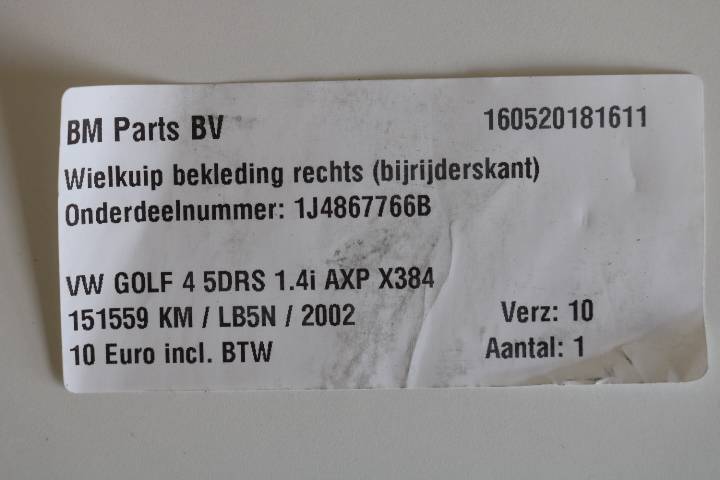 BM Parts BV 160520181611
Wielkuip bekleding rechts (bijrijderskant)
Onderdeelnummer: 1J4867766B
VW GOLF 4 5DRS 1.4i AXP X384
151559 KM / LB5N / 2002 Verz: 10
10 Euro incl. BTW Aantal: 1